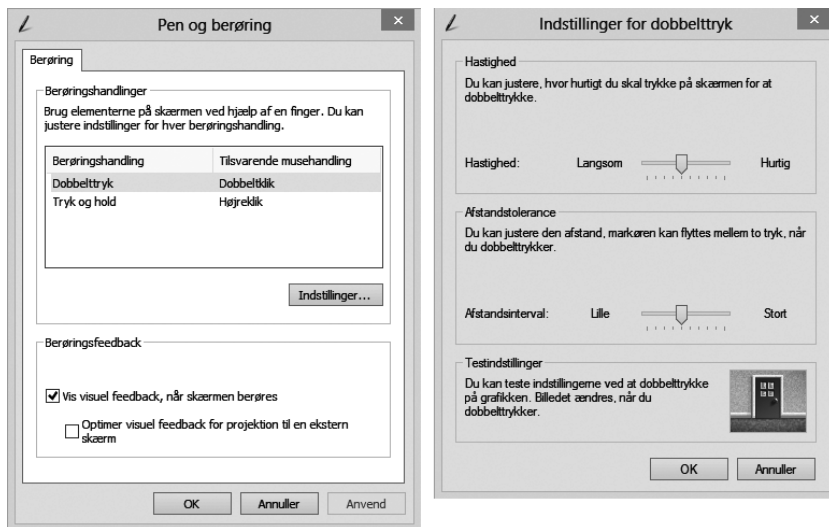 Pen og berøring
Berøring
Berøringshandlinger
Brug elementerne på skærmen ved hjælp af en finger. Du kan
justere indstillinger for hver berøringshandling.
Berøringshandling Tilsvarende musehandling
Dobbelttryk Dobbeltklik
Tryk og hold Højreklik
Indstillinger...
Berøringsfeedback
Vis visuel feedback, når skærmen berøres
Optimer visuel feedback for projektion til en ekstern
skærm
OK Annuller Anvend
Indstillinger for dobbelttryk
Hastighed
Du kan justere, hvor hurtigt du skal trykke på skærmen for at
dobbelttrykke.
Hastighed: Langsom Hurtig
Afstandstolerance
Du kan justere den afstand, markøren kan flyttes mellem to tryk, når
du dobbelttrykker.
Afstandsinterval: Lille Stort
Testindstillinger
Du kan teste indstillingerne ved at dobbelttrykke
på grafikken. Billedet ændres, når du
dobbelttrykker.
OK Annuller